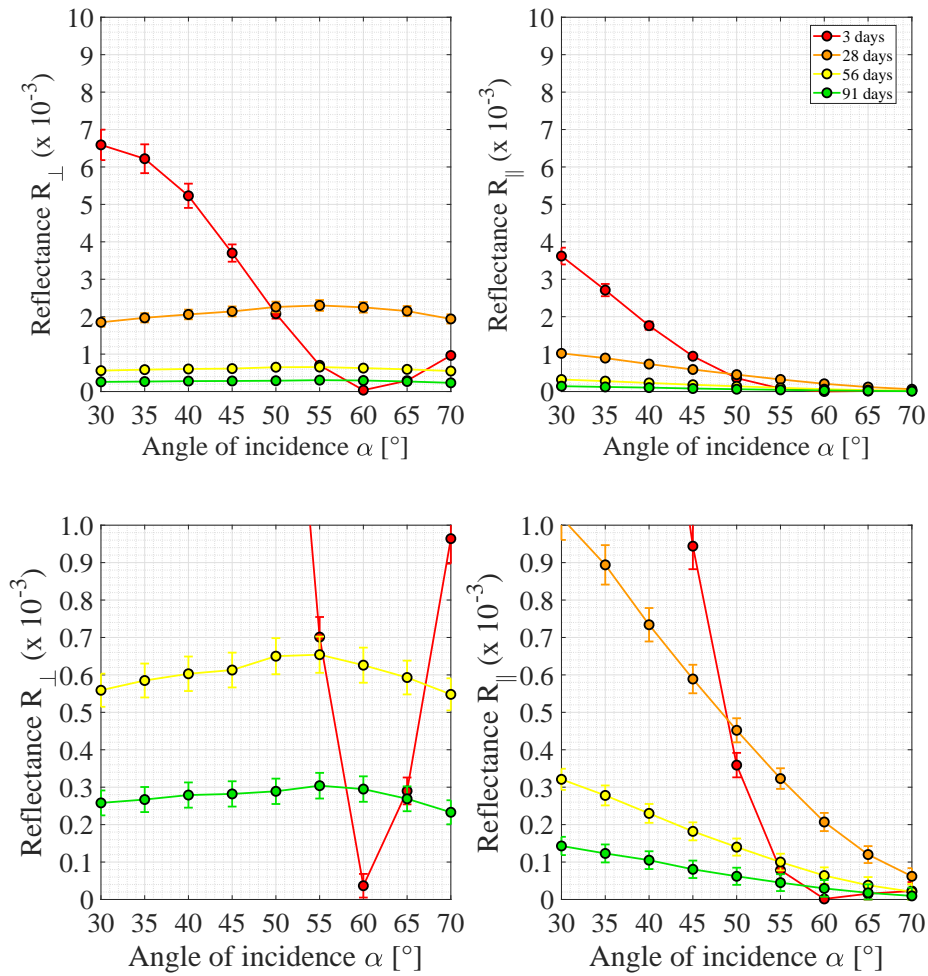 10
9
8
7
6
5
4
3
2
1
0
Reflectance R⊥ (x 10-3)
30 35 40 45 50 55 60 65 70
Angle of incidence α [°]
10
9
8
7
6
5
4
3
2
1
0
Reflectance R∥ (x 10-3)
3 days
28 days
56 days
91 days
30 35 40 45 50 55 60 65 70
Angle of incidence α [°]
1.0
0.9
0.8
0.7
0.6
0.5
0.4
0.3
0.2
0.1
0
Reflectance R⊥ (x 10-3)
30 35 40 45 50 55 60 65 70
Angle of incidence α [°]
1.0
0.9
0.8
0.7
0.6
0.5
0.4
0.3
0.2
0.1
0
Reflectance R∥ (x 10-3)
30 35 40 45 50 55 60 65 70
Angle of incidence α [°]